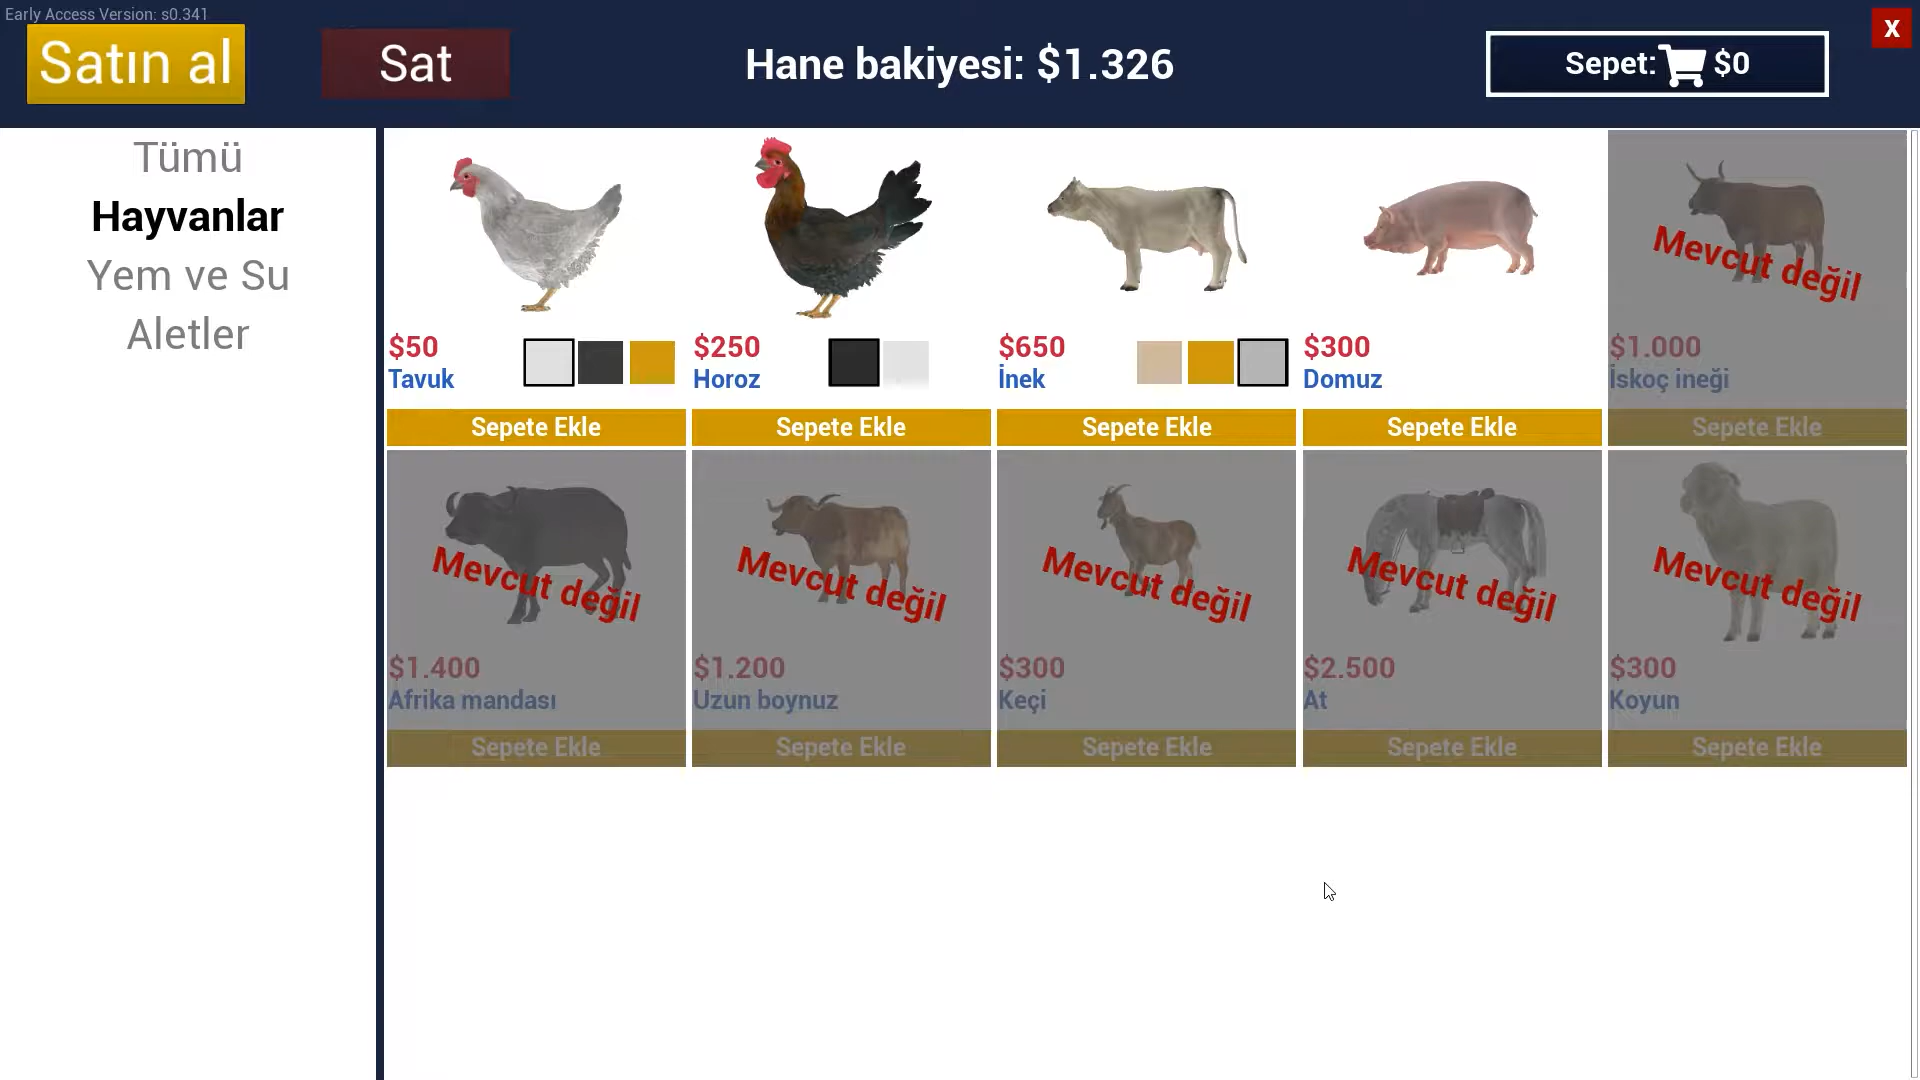 Early Access Version: s0.341
Satın al
Sat
Hane bakiyesi: $1.326
Sepet: $0
X
Tümü
Hayvanlar
Yem ve Su
Aletler
$50
Tavuk
Sepete Ekle
$250
Horoz
Sepete Ekle
$650
İnek
Sepete Ekle
$300
Domuz
Sepete Ekle
Mevcut değil
$1.000
İskoç ineği
Sepete Ekle
Mevcut değil
$1.400
Afrika mandası
Sepete Ekle
Mevcut değil
$1.200
Uzun boynuz
Sepete Ekle
Mevcut değil
$300
Keçi
Sepete Ekle
Mevcut değil
$2.500
At
Sepete Ekle
Mevcut değil
$300
Koyun
Sepete Ekle